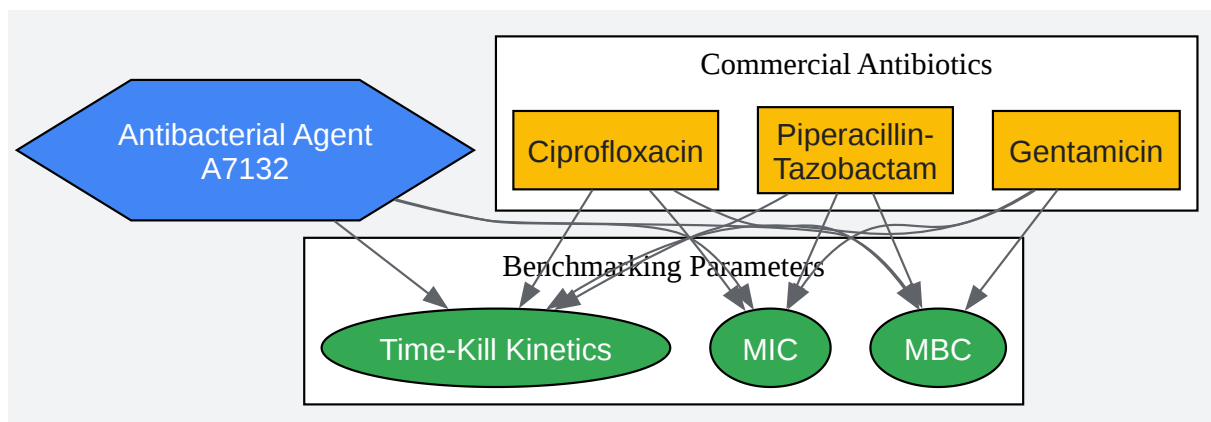 Commercial Antibiotics
Antibacterial Agent
A7132
Ciprofloxacin
Piperacillin-
Tazobactam
Gentamicin
Benchmarking Parameters
Time-Kill Kinetics
MIC
MBC